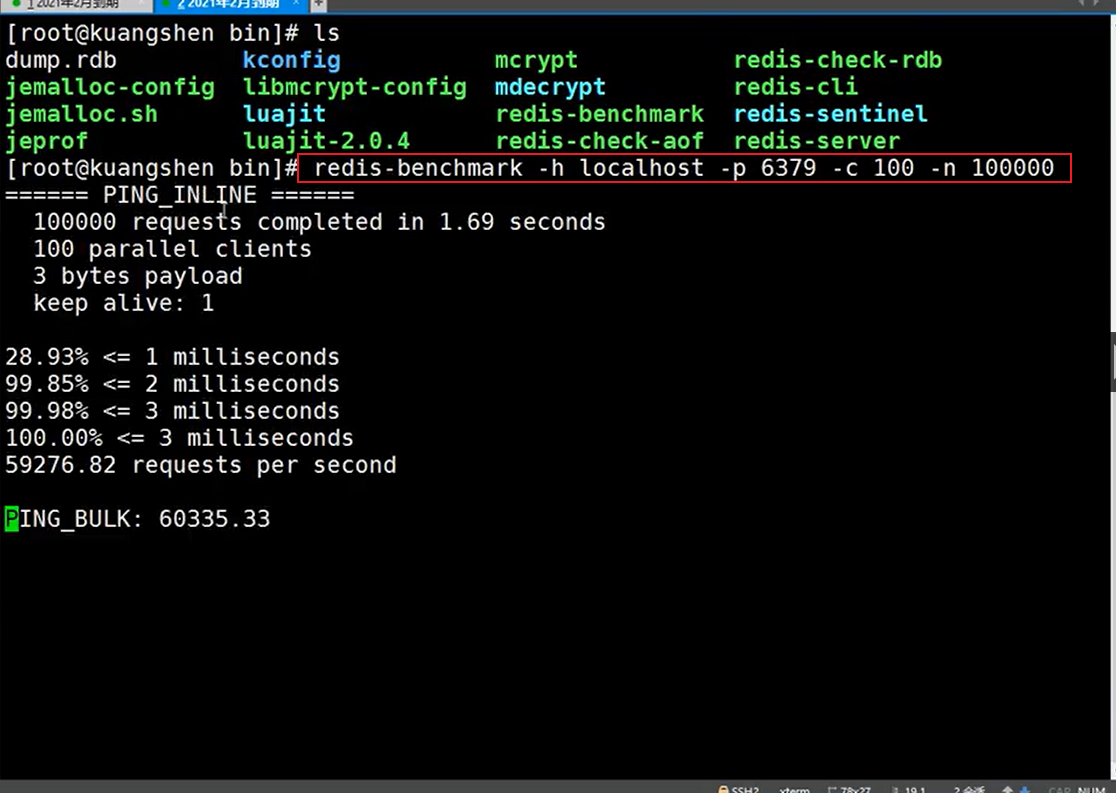 1 2021年2月到期 2 2021年2月到期 × +
[root@kuangshen bin]# ls
dump.rdb kconfig mcrypt redis-check-rdb
jemalloc-config libmcrypt-config mdecrypt redis-cli
jemalloc.sh luajit redis-benchmark redis-sentinel
jeprof luajit-2.0.4 redis-check-aof redis-server
[root@kuangshen bin]# redis-benchmark -h localhost -p 6379 -c 100 -n 100000
====== PING_INLINE ======
100000 requests completed in 1.69 seconds
100 parallel clients
3 bytes payload
keep alive: 1
28.93% <= 1 milliseconds
99.85% <= 2 milliseconds
99.98% <= 3 milliseconds
100.00% <= 3 milliseconds
59276.82 requests per second
PING_BULK: 60335.33
SSH2 xterm 78x27 19,1 2 会话 CAP NUM